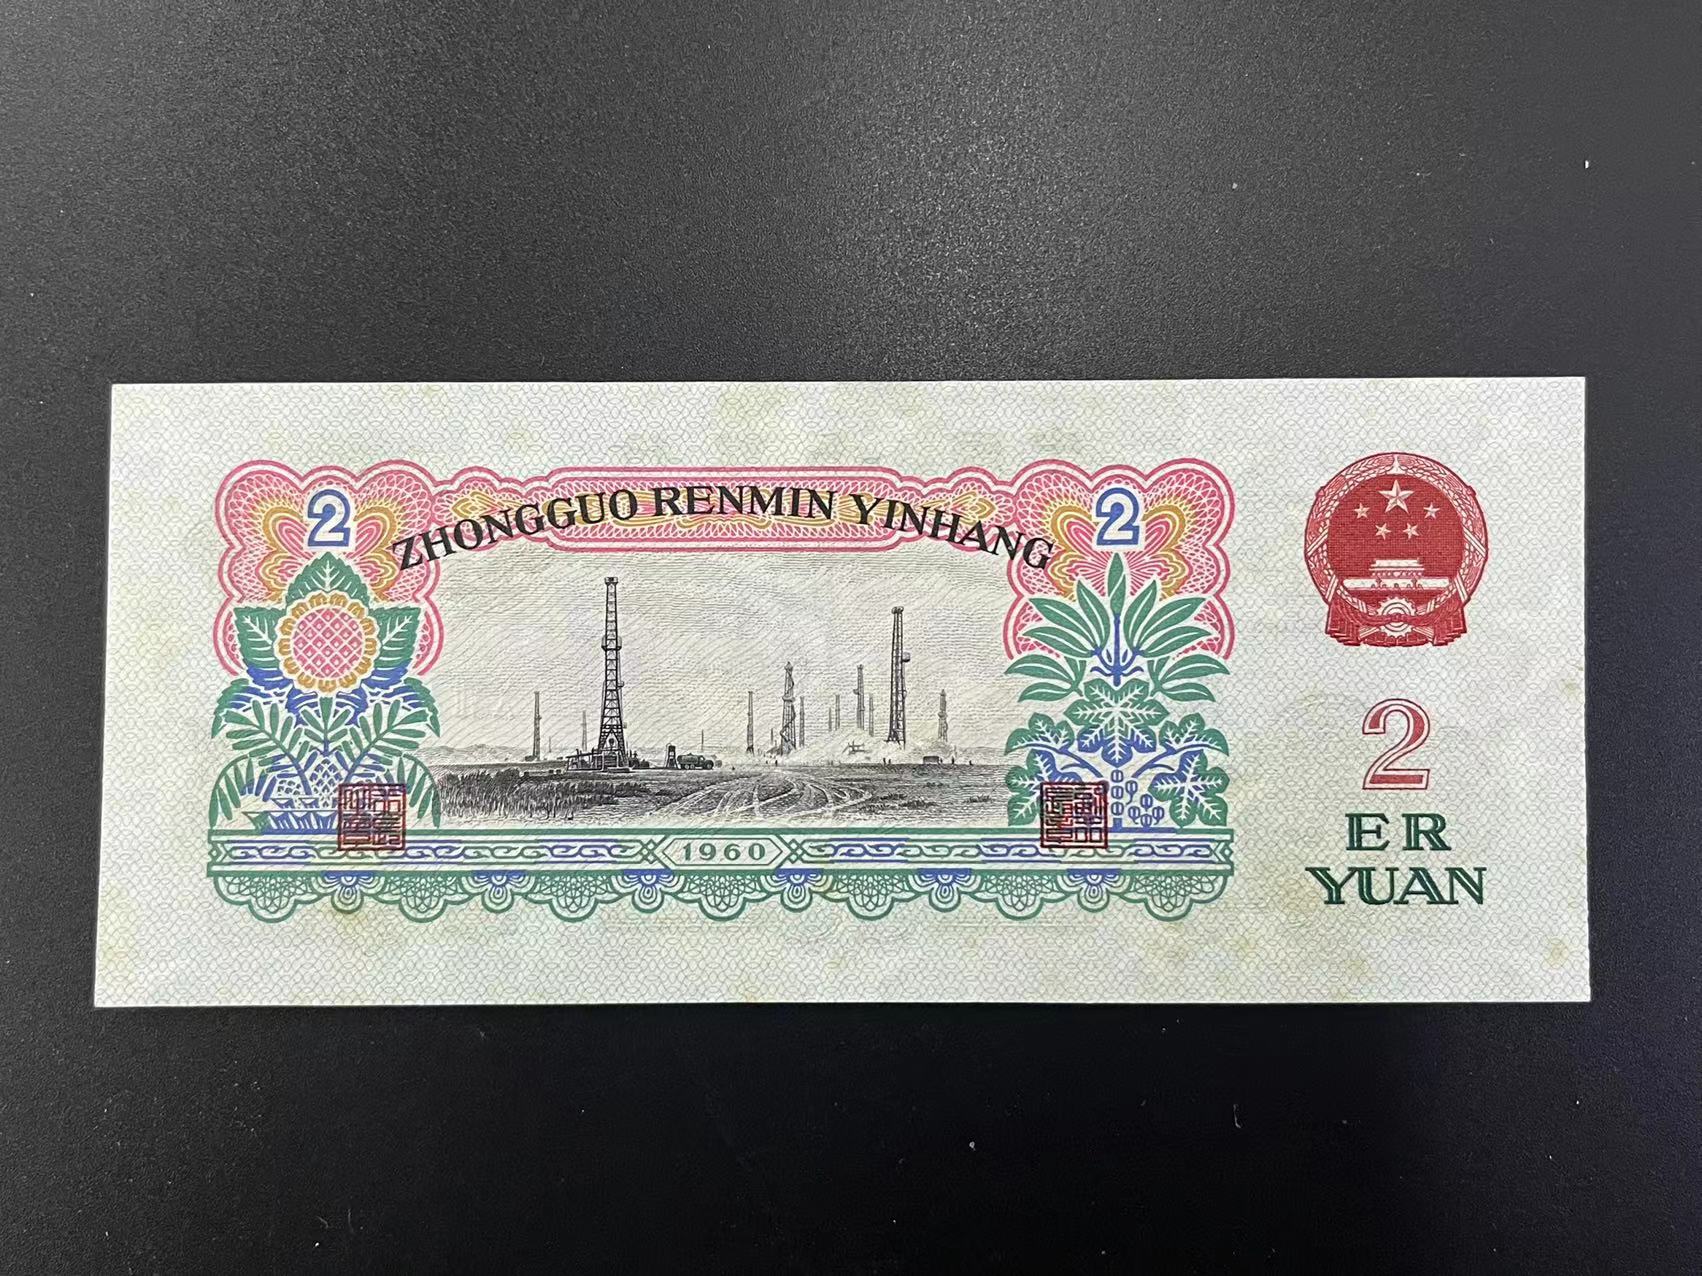 ZHONGGUO RENMIN YINHANG
2
2
1960
2
ER
YUAN